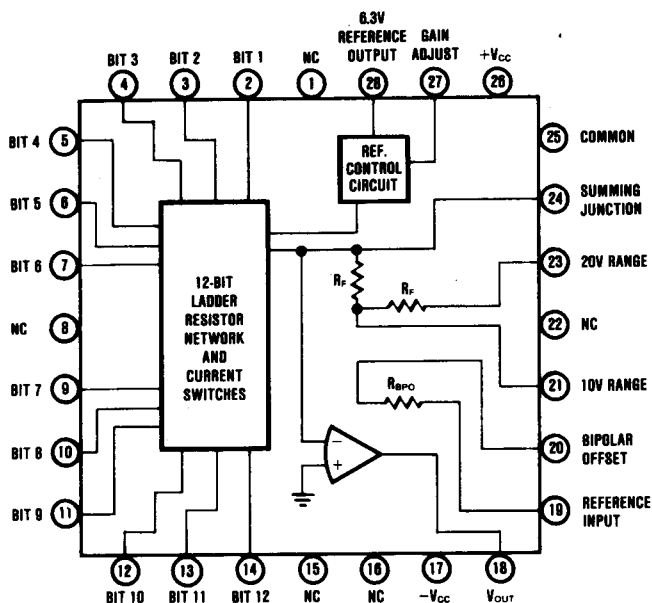 6.3V
REFERENCE
OUTPUT
GAIN
ADJUST
+VCC
BIT 3
BIT 2
BIT 1
NC
4
3
2
1
28
27
26
BIT 4
5
25
COMMON
REF.
CONTROL
CIRCUIT
BIT 5
6
24
SUMMING
JUNCTION
BIT 6
7
23
20V RANGE
RF
RF
12-BIT
LADDER
RESISTOR
NETWORK
AND
CURRENT
SWITCHES
NC
8
22
NC
BIT 7
9
21
10V RANGE
RBPO
BIT 8
10
20
BIPOLAR
OFFSET
−
+
BIT 9
11
19
REFERENCE
INPUT
12
13
14
15
16
17
18
BIT 10
BIT 11
BIT 12
NC
NC
−VCC
VOUT